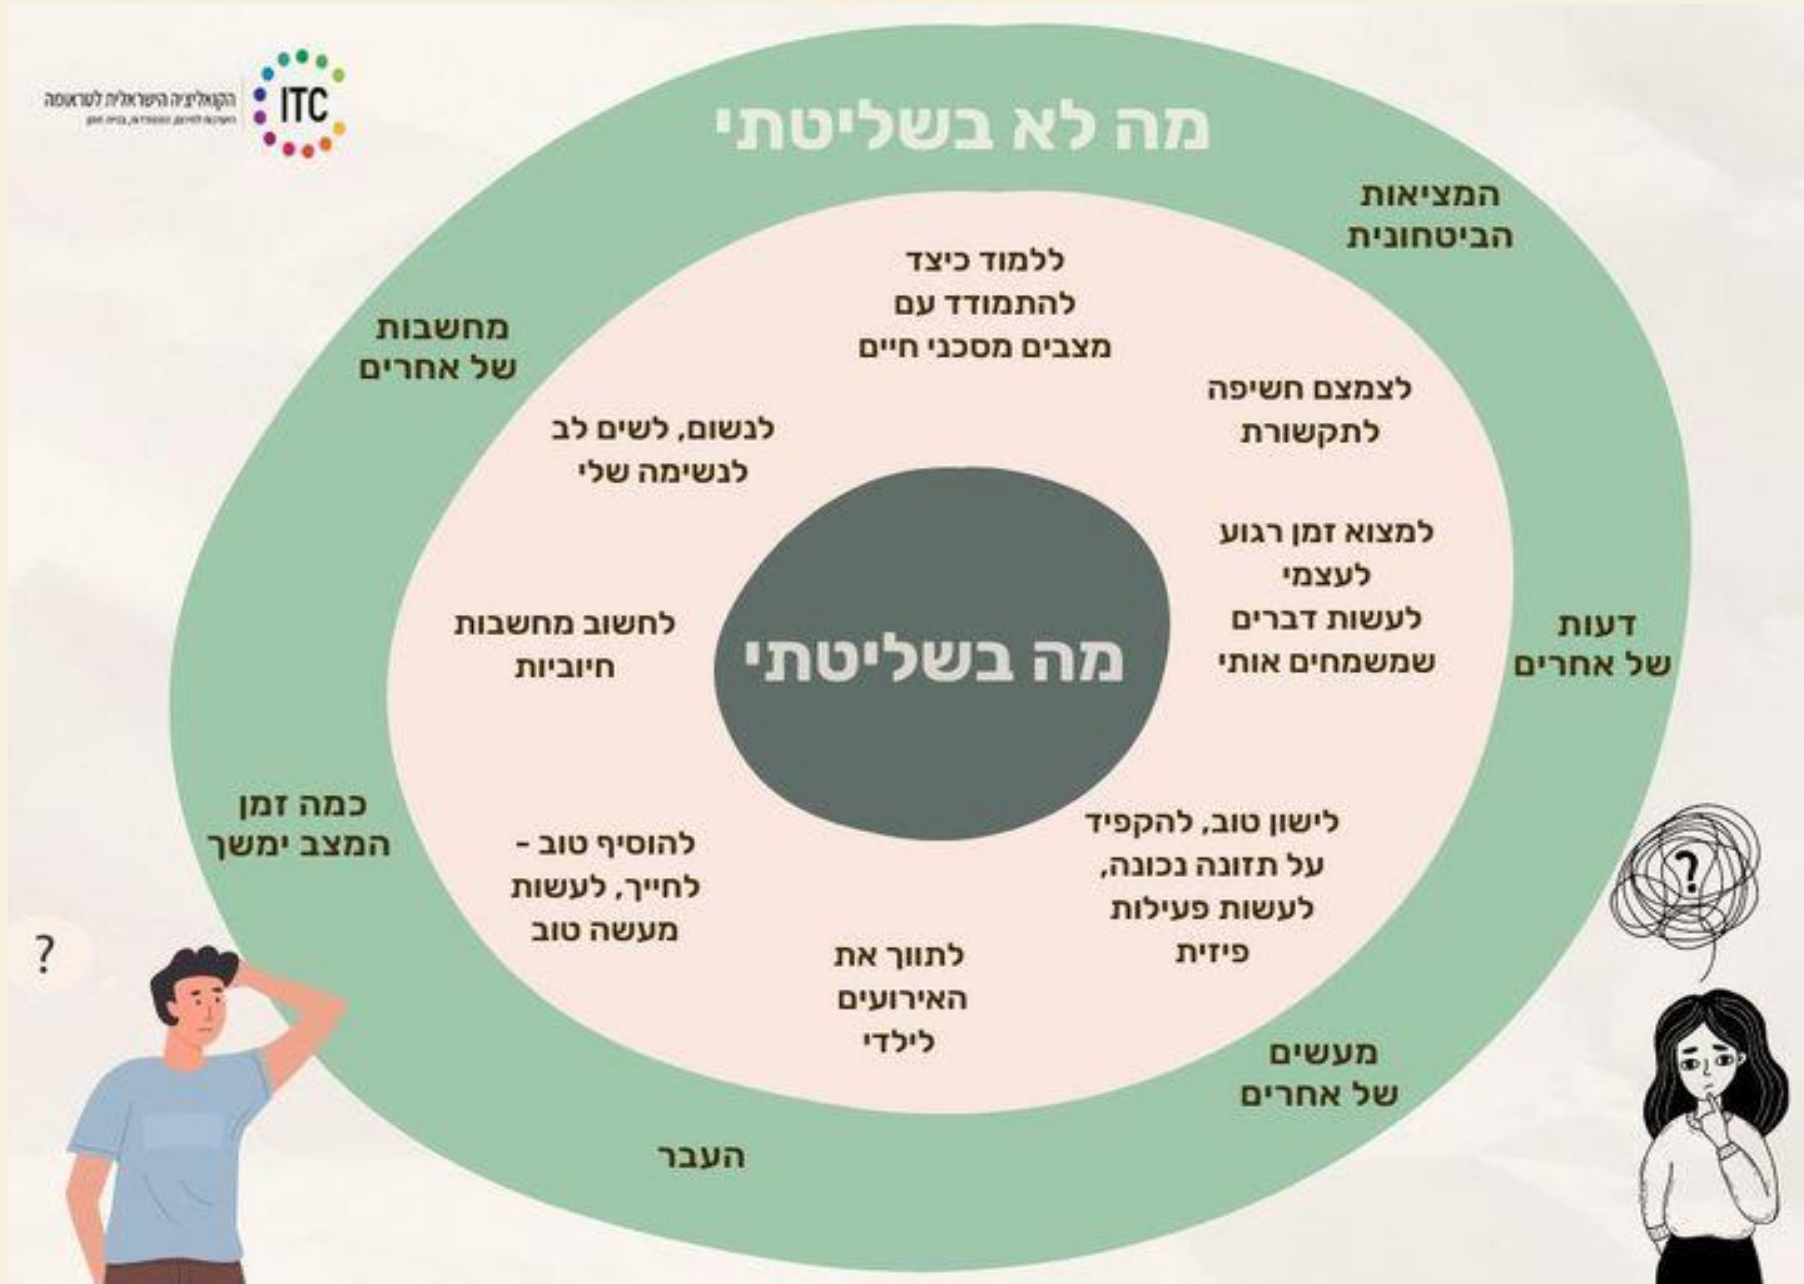 הקואליציה הישראלית לטראומה
ITC
מה לא בשליטתי
המציאות
הביטחונית
דעות
של אחרים
מעשים
של אחרים
העבר
כמה זמן
המצב ימשך
מחשבות
של אחרים
ללמוד כיצד
להתמודד עם
מצבים מסכני חיים
לצמצם חשיפה
לתקשורת
למצוא זמן רגוע
לעצמי
לעשות דברים
שמשמחים אותי
לישון טוב, להקפיד
על תזונה נכונה,
לעשות פעילות
פיזית
לתווך את
האירועים
לילדי
להוסיף טוב -
לחייך, לעשות
מעשה טוב
לחשוב מחשבות
חיוביות
לנשום, לשים לב
לנשימה שלי
מה בשליטתי
?
?